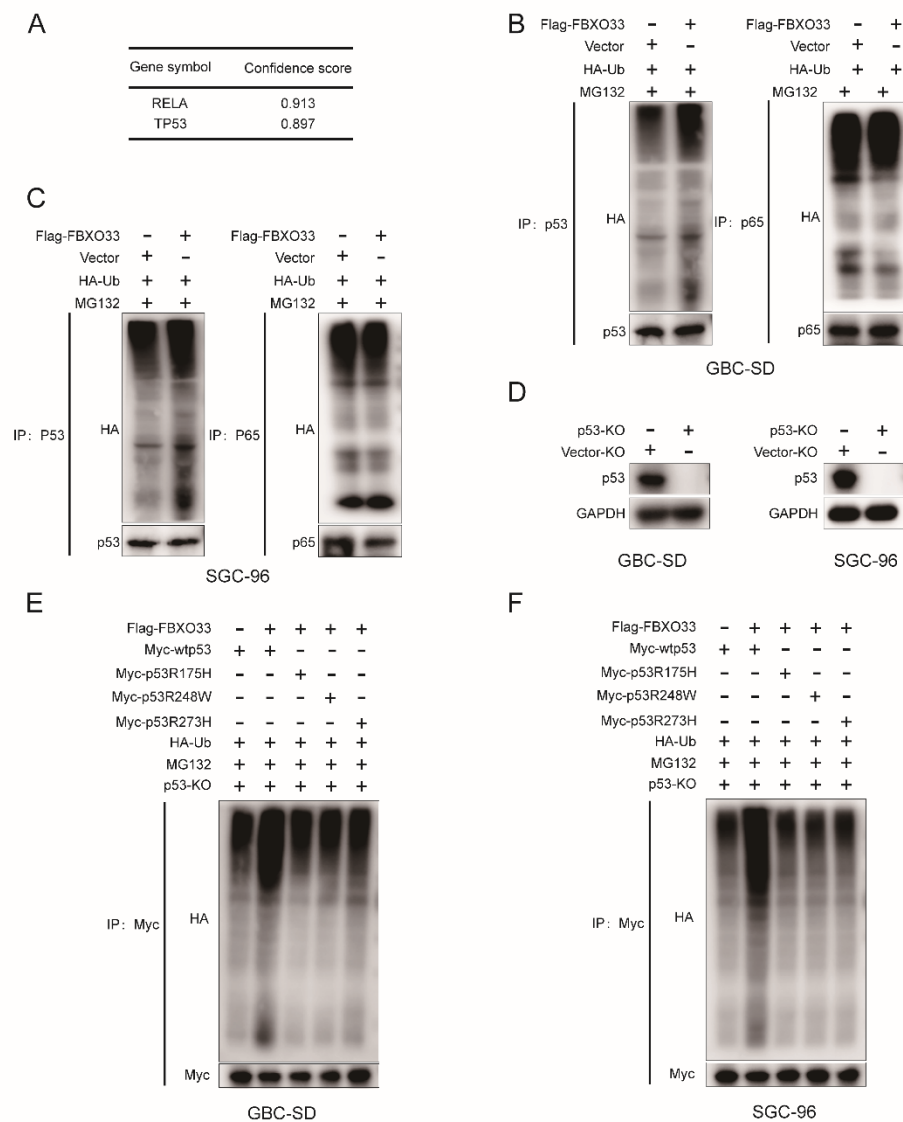 A
Gene symbol Confidence score
RELA 0.913
TP53 0.897
B
Flag-FBXO33 - + Flag-FBXO33 - +
Vector + - Vector + -
HA-Ub + + HA-Ub + +
MG132 + + MG132 + +
IP: p53 HA IP: p65 HA
p53 p65
GBC-SD
C
Flag-FBXO33 - + Flag-FBXO33 - +
Vector + - Vector + -
HA-Ub + + HA-Ub + +
MG132 + + MG132 + +
IP: P53 HA IP: P65 HA
p53 p65
SGC-96
D
p53-KO - + p53-KO - +
Vector-KO + - Vector-KO + -
p53 p53
GAPDH GAPDH
GBC-SD SGC-96
E
Flag-FBXO33 - + + + +
Myc-wtp53 + + - - -
Myc-p53R175H - - + - -
Myc-p53R248W - - - + -
Myc-p53R273H - - - - +
HA-Ub + + + + +
MG132 + + + + +
p53-KO + + + + +
IP: Myc HA
Myc
GBC-SD
F
Flag-FBXO33 - + + + +
Myc-wtp53 + + - - -
Myc-p53R175H - - + - -
Myc-p53R248W - - - + -
Myc-p53R273H - - - - +
HA-Ub + + + + +
MG132 + + + + +
p53-KO + + + + +
IP: Myc HA
Myc
SGC-96